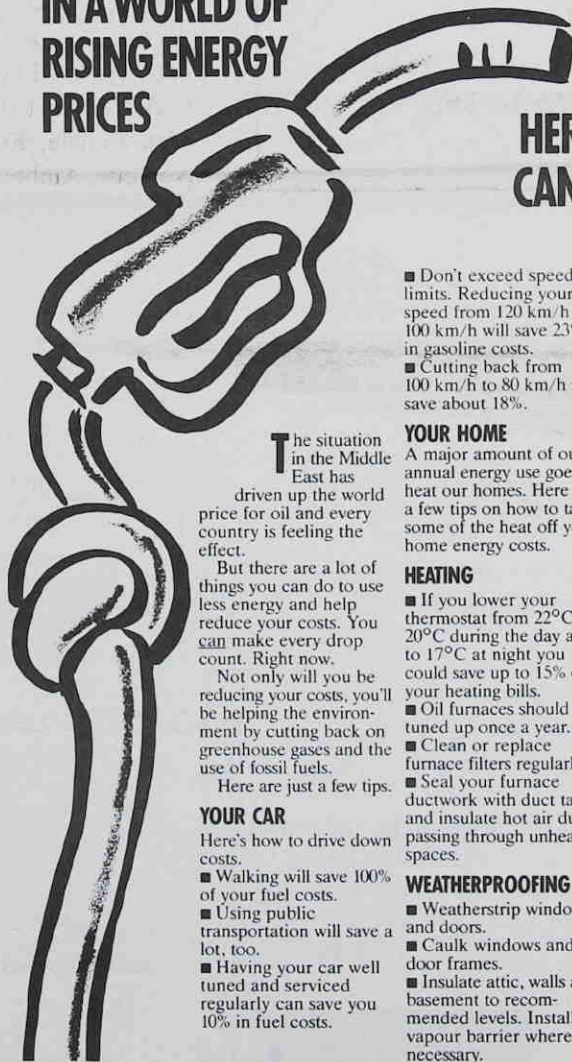 IN A WORLD OF
RISING ENERGY
PRICES
The situation
in the Middle
East has
driven up the world
price for oil and every
country is feeling the
effect.
But there are a lot of
things you can do to use
less energy and help
reduce your costs. You
can make every drop
count. Right now.
Not only will you be
reducing your costs, you'll
be helping the environ-
ment by cutting back on
greenhouse gases and the
use of fossil fuels.
Here are just a few tips.
YOUR CAR
Here's how to drive down
costs.
■ Walking will save 100%
of your fuel costs.
■ Using public
transportation will save a
lot, too.
■ Having your car well
tuned and serviced
regularly can save you
10% in fuel costs.
CAN
■ Don't exceed speed
limits. Reducing your
speed from 120 km/h
100 km/h will save 23%
in gasoline costs.
■ Cutting back from
100 km/h to 80 km/h
save about 18%.
YOUR HOME
A major amount of
annual energy use
heat our homes. Here
a few tips on how to
some of the heat off
home energy costs.
HEATING
■ If you lower your
thermostat from 22°C
20°C during the day
to 17°C at night you
could save up to 15%
your heating bills.
■ Oil furnaces should
tuned up once a year.
■ Clean or replace
furnace filters
■ Seal your furnace
ductwork with duct
and insulate hot air
passing through
spaces.
WEATHERPROOFING
■ Weatherstrip
and doors.
■ Caulk windows and
door frames.
■ Insulate attic, walls
basement to recom-
mended levels. Install
vapour barrier where
necessary.